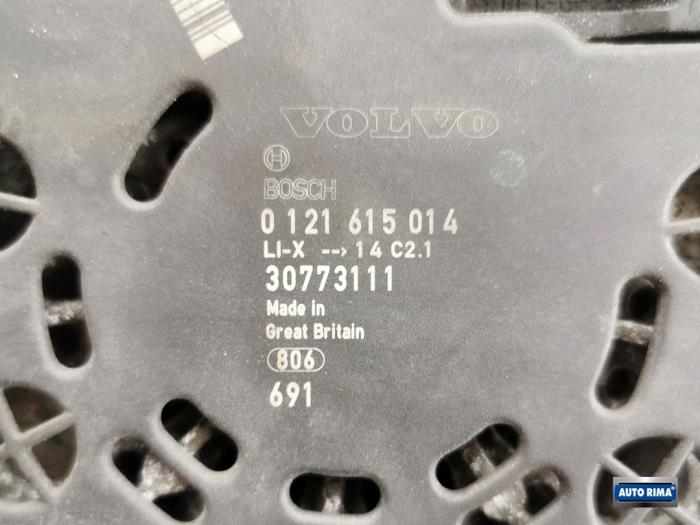 VOLVO
BOSCH
0 121 615 014
LI-X --> 14 C2.1
30773111
Made in
Great Britain
806
691
AUTO RIMA